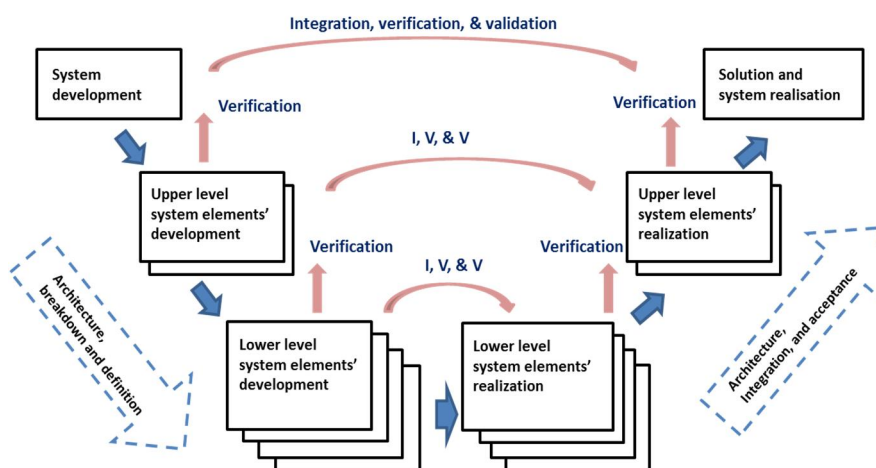 Integration, verification, & validation
System
development
Solution and
system realisation
Verification
Verification
I, V, & V
Upper level
system elements’
development
Upper level
system elements’
realization
Verification
Verification
I, V, & V
Architecture,
breakdown and definition
Lower level
system elements’
development
Lower level
system elements’
realization
Architecture,
Integration, and acceptance